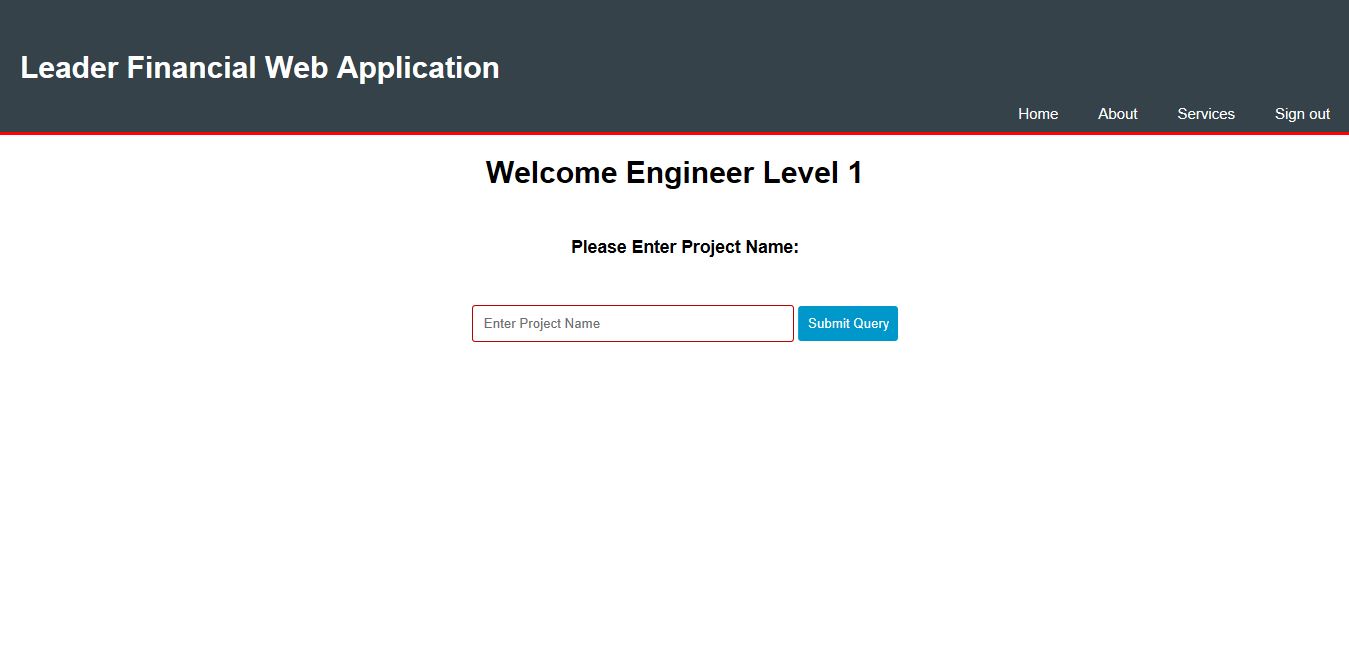 Leader Financial Web Application
Home About Services Sign out
Welcome Engineer Level 1
Please Enter Project Name:
Enter Project Name Submit Query